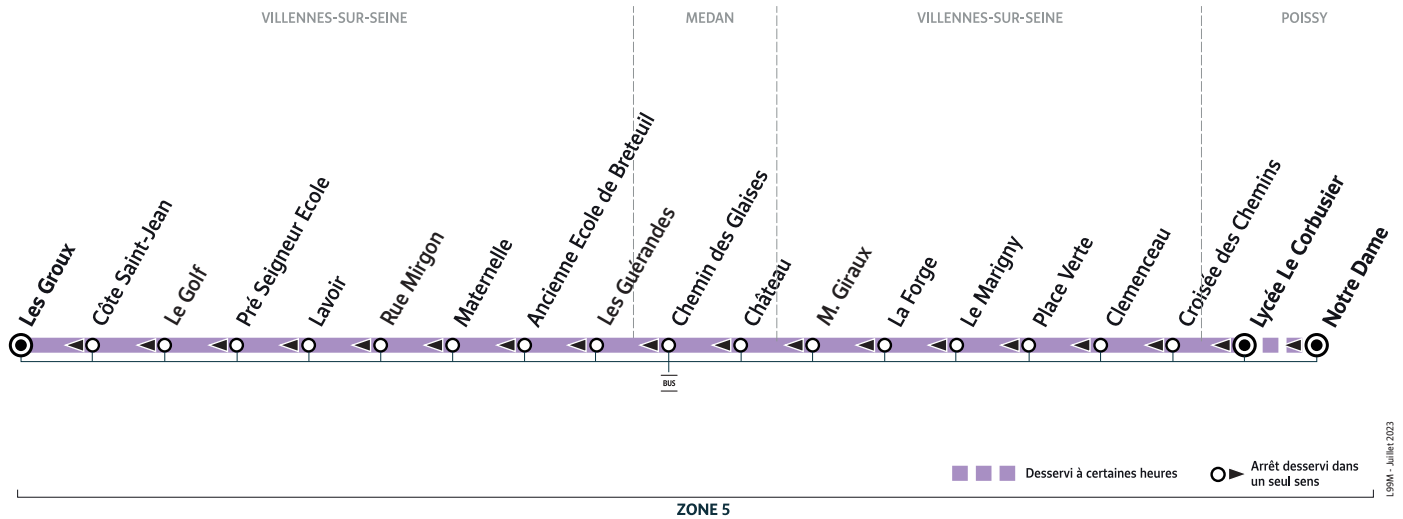 VILLENNES-SUR-SEINE
MEDAN
VILLENNES-SUR-SEINE
POISSY
Les Groux
Côte Saint-Jean
Le Golf
Pré Seigneur Ecole
Lavoir
Rue Mirgon
Maternelle
Ancienne Ecole de Breteuil
Les Guérandes
Chemin des Glaises
Château
M. Giraux
La Forge
Le Marigny
Place Verte
Clemenceau
Croisée des Chemins
Lycée Le Corbusier
Notre Dame
BUS
Desservi à certaines heures
Arrêt desservi dans
un seul sens
L99M - Juillet 2023
ZONE 5